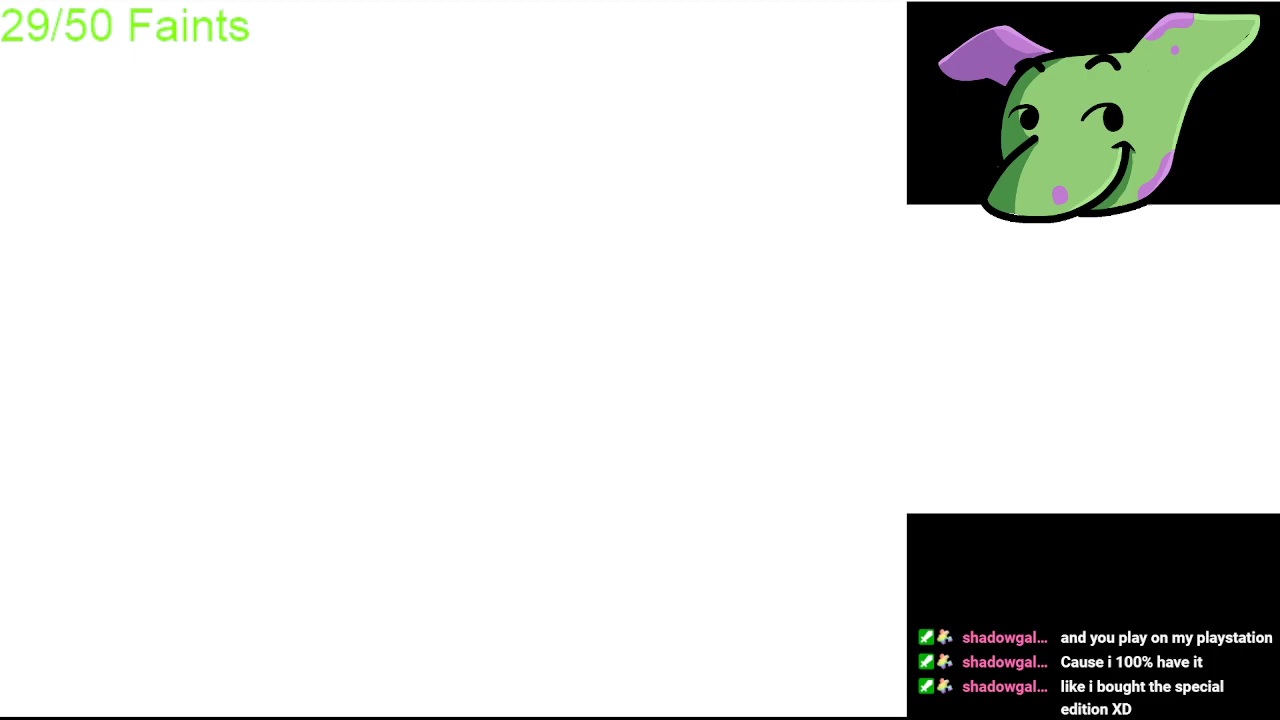 29/50 Faints
shadowgal... and you play on my playstation
shadowgal... Cause i 100% have it
shadowgal... like i bought the special
edition XD